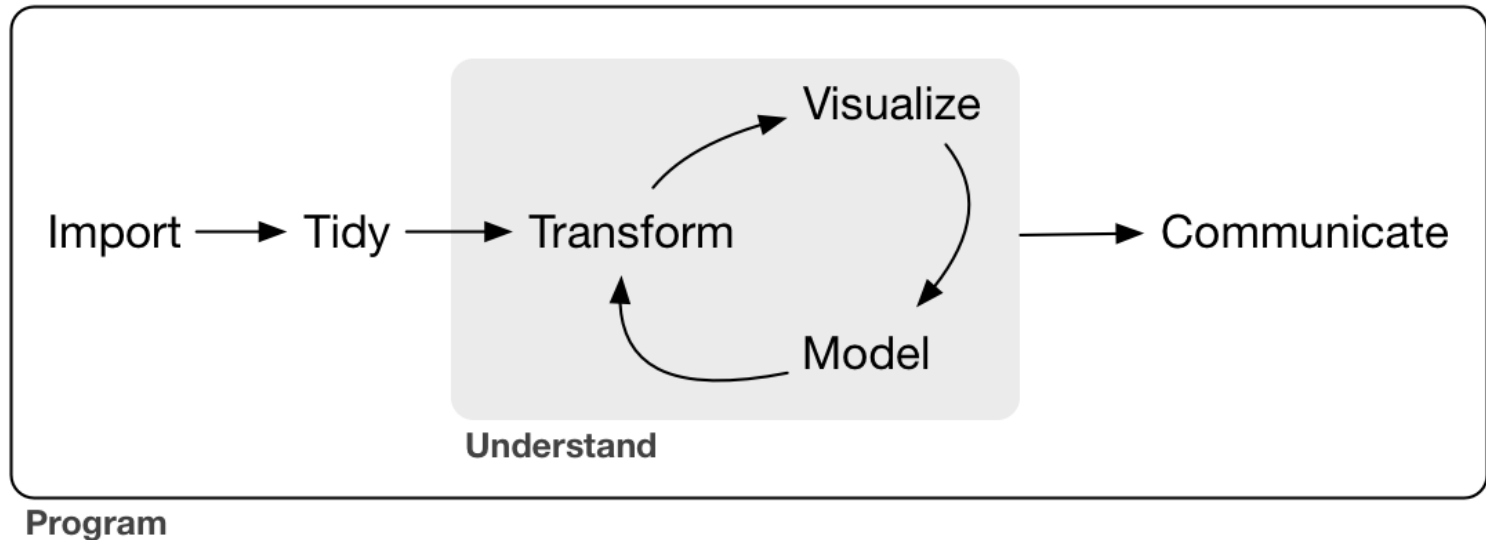 Visualize
Import
Tidy
Transform
Communicate
Model
Understand
Program